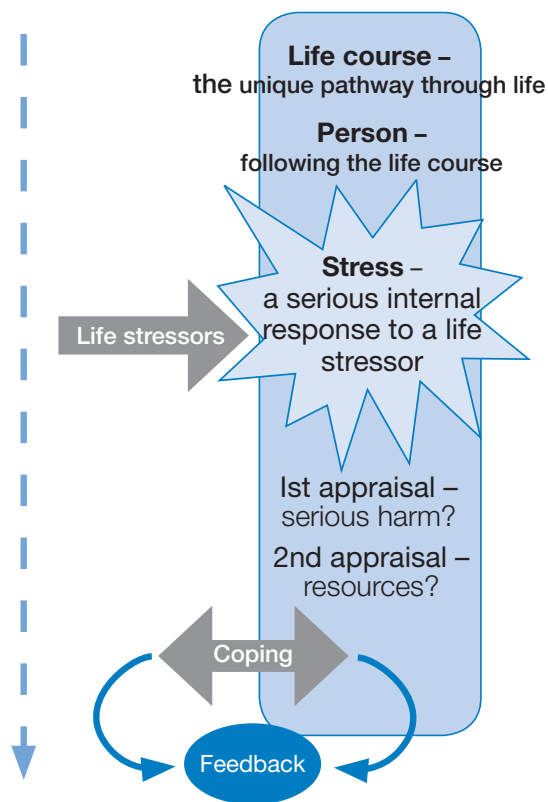 Life course –
the unique pathway through life
Person –
following the life course
Stress –
a serious internal
response to a life
stressor
Life stressors
Ist appraisal –
serious harm?
2nd appraisal –
resources?
Coping
Feedback